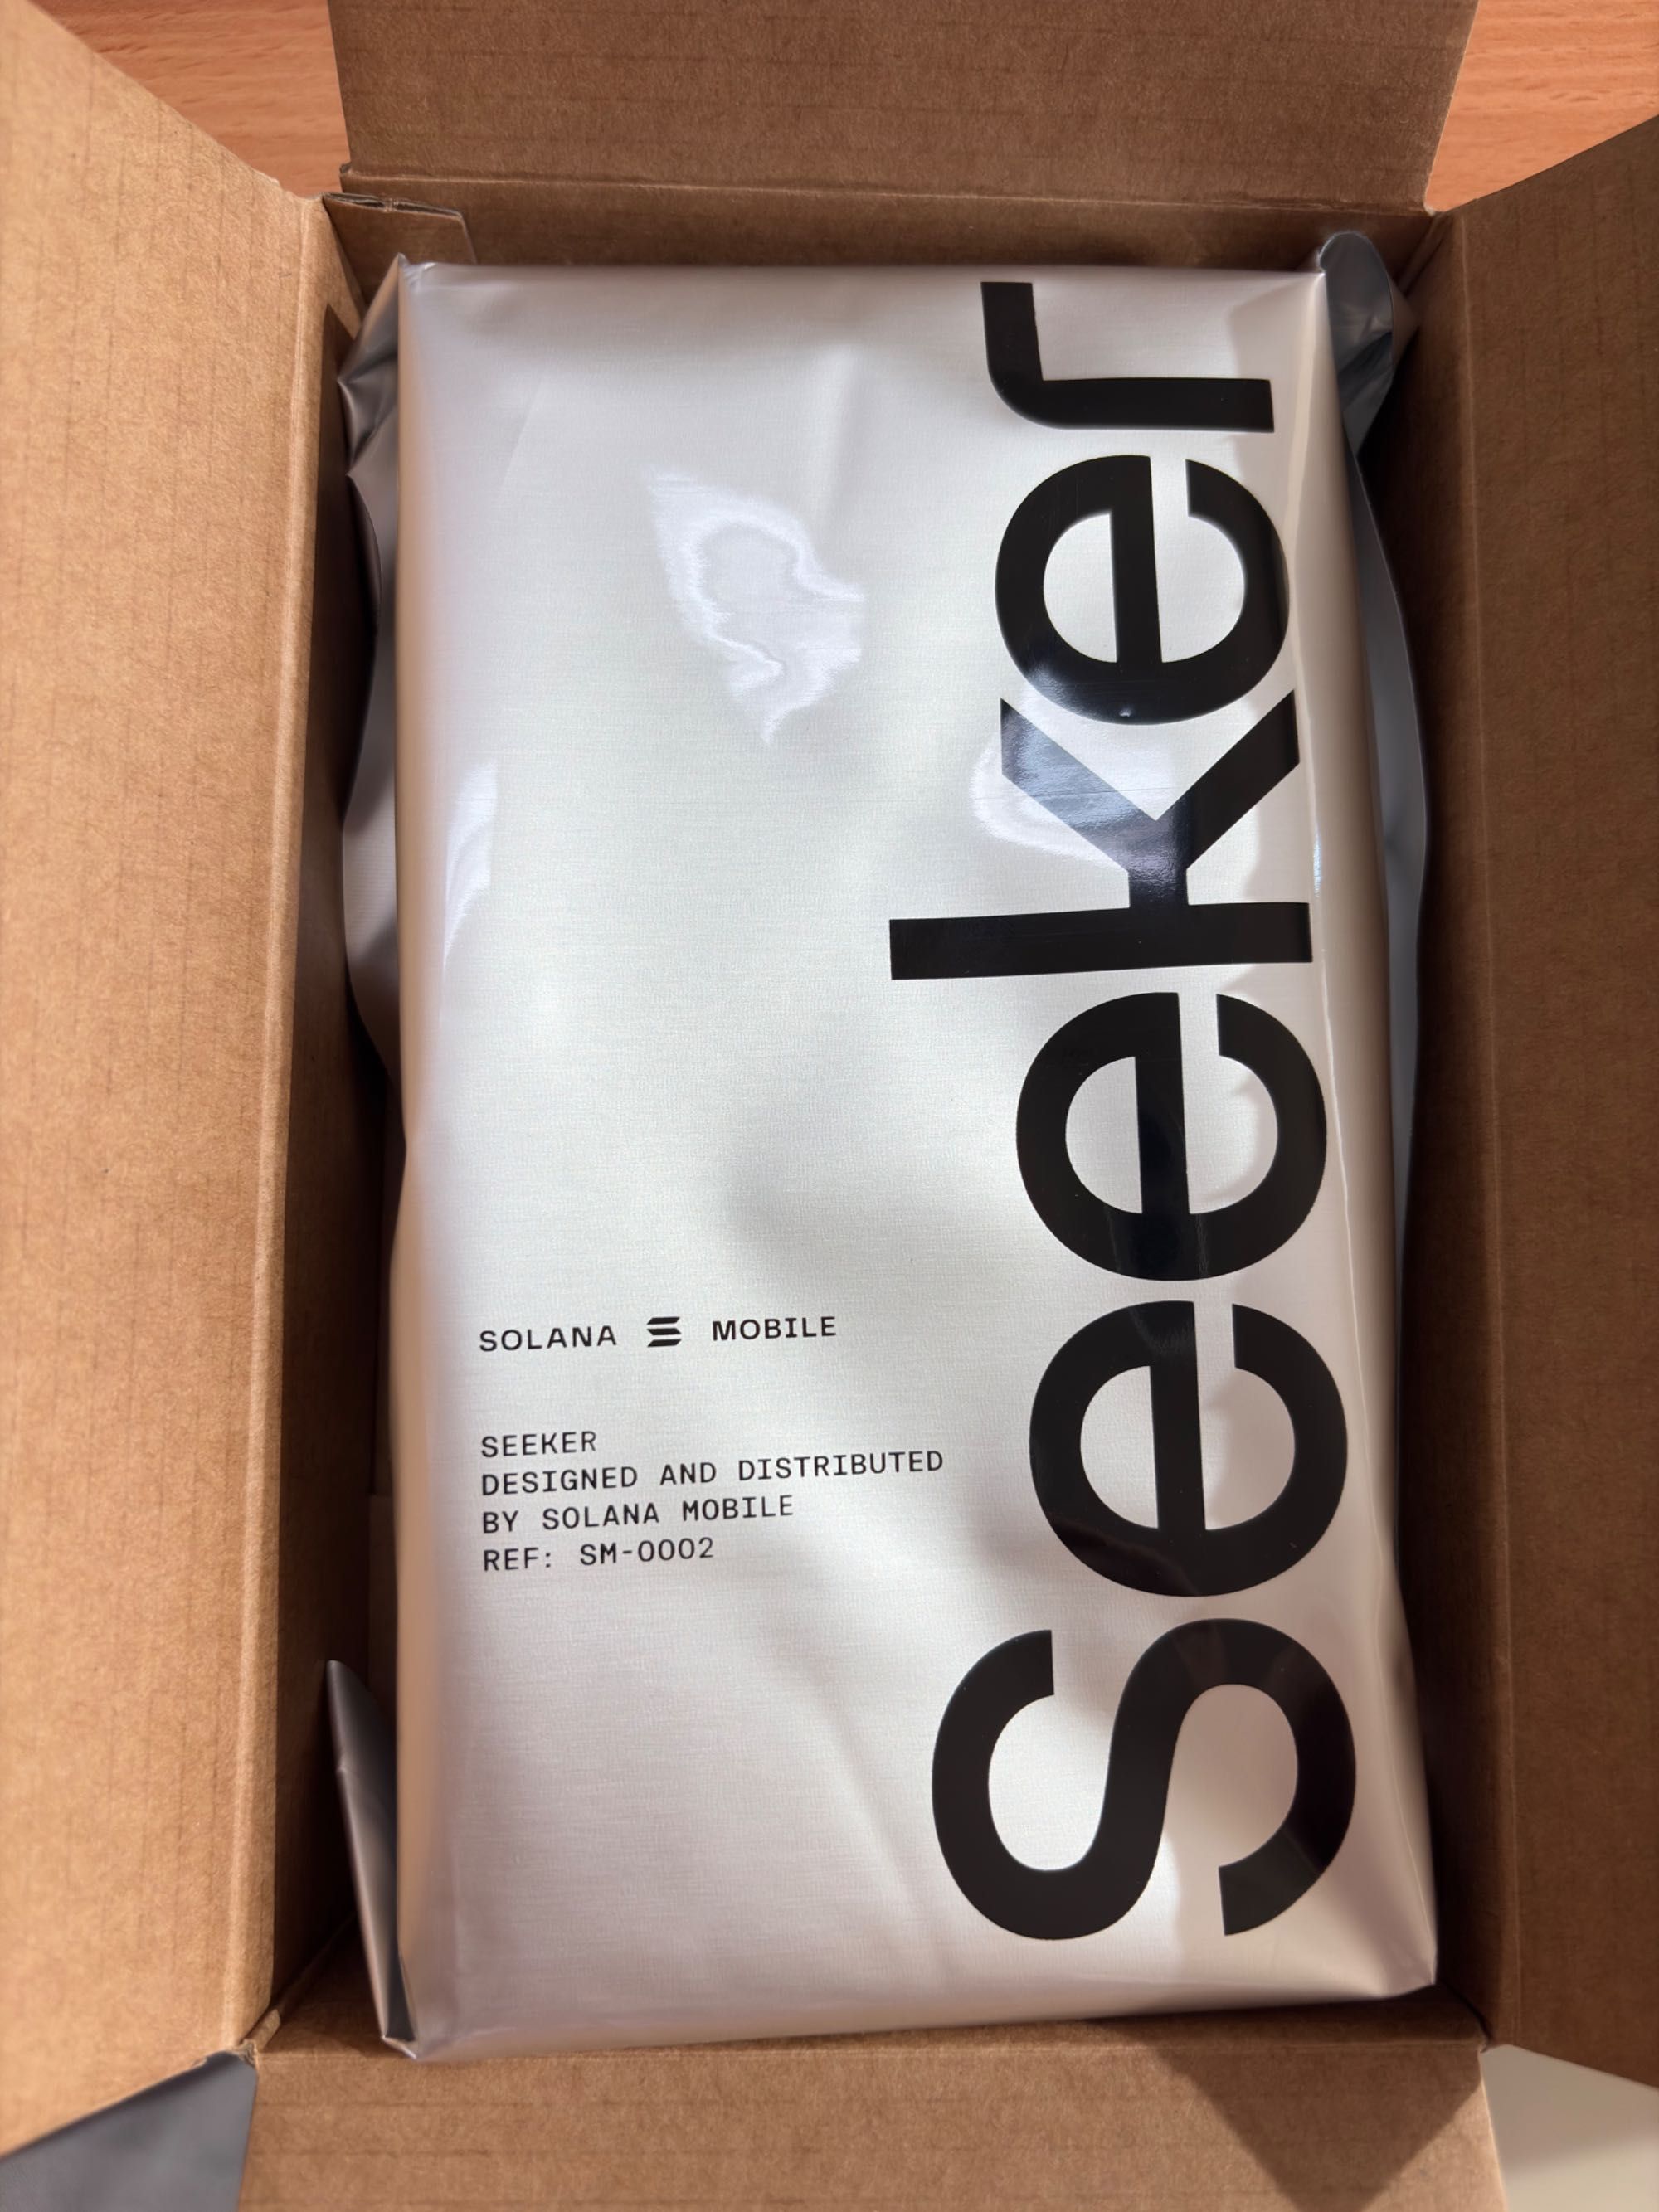 Seeker
SOLANA MOBILE
SEEKER
DESIGNED AND DISTRIBUTED
BY SOLANA MOBILE
REF: SM-0002